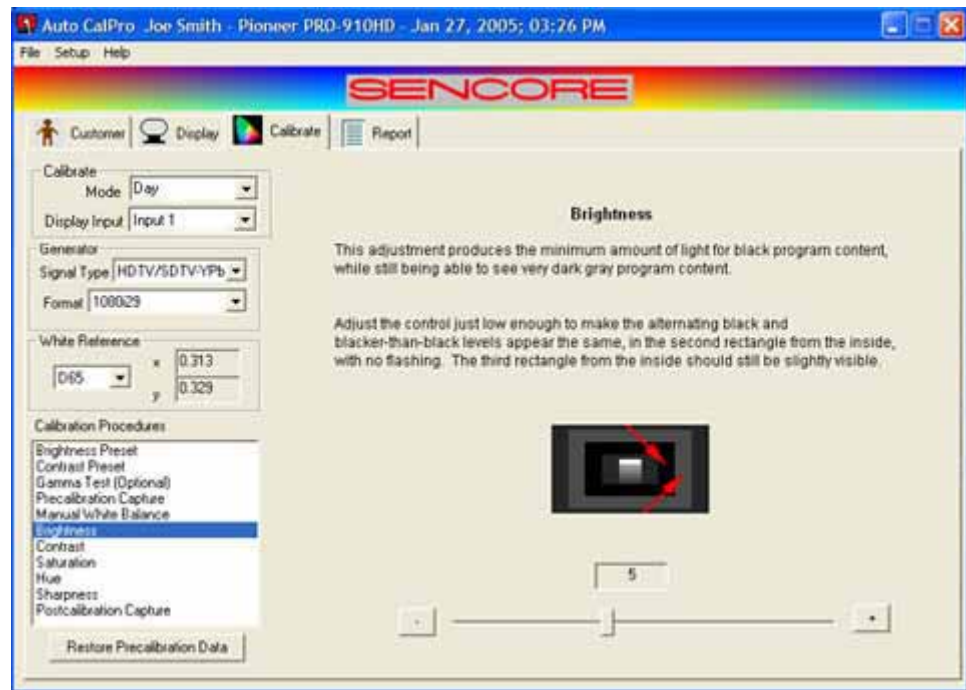 Auto CalPro Joe Smith - Pioneer PRO-910HD - Jan 27, 2005; 03:26 PM
File Setup Help
SENCORE
Customer Display Calibrate Report
Calibrate
Mode Day
Display Input Input 1
Generator
Signal Type HDTV/SDTV-YPb
Format 1080i29
White Reference
D65 x 0.313
y 0.329
Calibration Procedures
Brightness Preset
Contrast Preset
Gamma Test (Optional)
Precalibration Capture
Manual White Balance
Brightness
Contrast
Saturation
Hue
Sharpness
Postcalibration Capture
Restore Precalibration Data
Brightness
This adjustment produces the minimum amount of light for black program content,
while still being able to see very dark gray program content.
Adjust the control just low enough to make the alternating black and
blacker-than-black levels appear the same, in the second rectangle from the inside,
with no flashing. The third rectangle from the inside should still be slightly visible.
5
- +